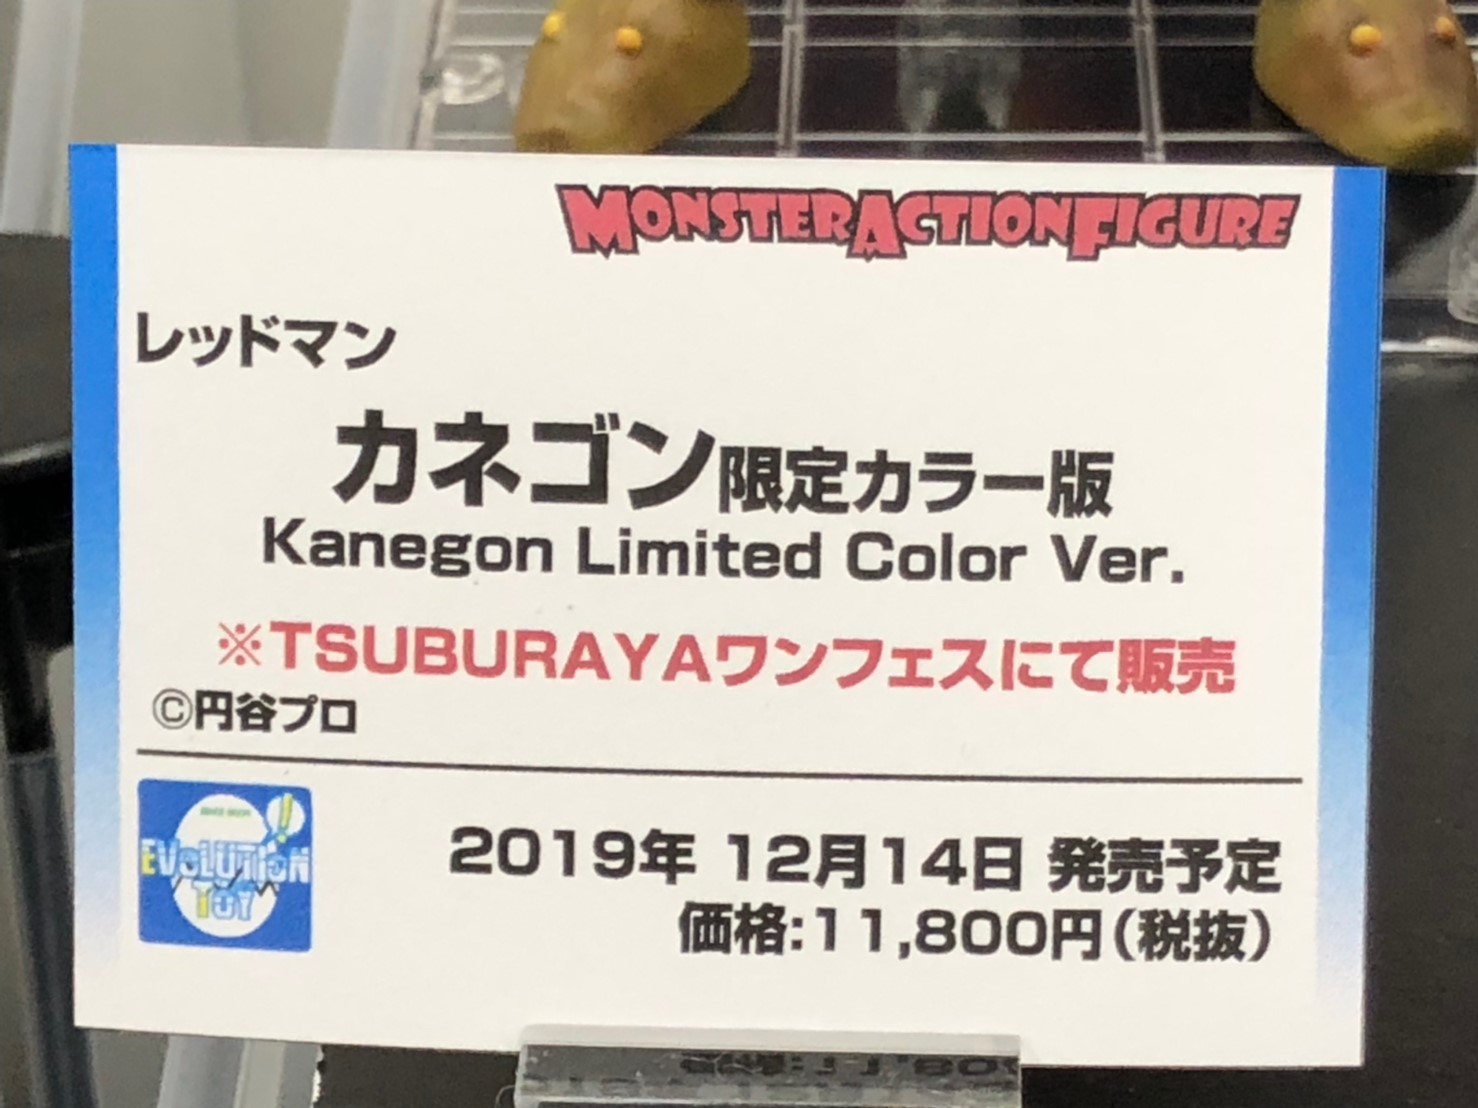 MONSTERACTIONFIGURE
レッドマン
カネゴン限定カラー版
Kanegon Limited Color Ver.
※TSUBURAYAワンフェスにて販売
©円谷プロ
EVOLUTION
TOY
2019年 12月14日 発売予定
価格:11,800円(税抜)